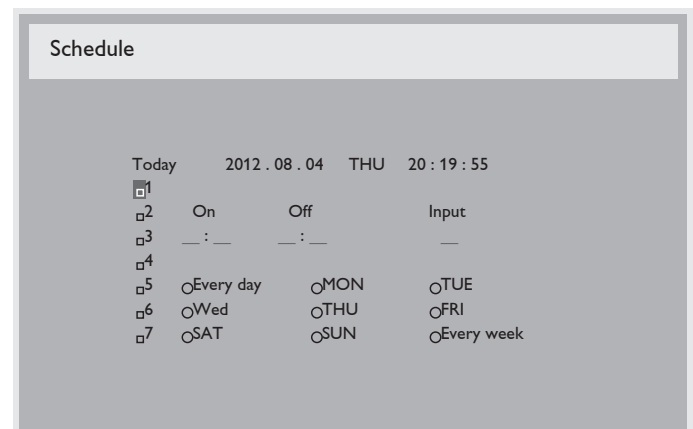 Schedule
Today 2012 . 08 . 04 THU 20 : 19 : 55
1
2 On Off Input
3 __ : __ __ : __ __
4
5 Every day MON TUE
6 Wed THU FRI
7 SAT SUN Every week